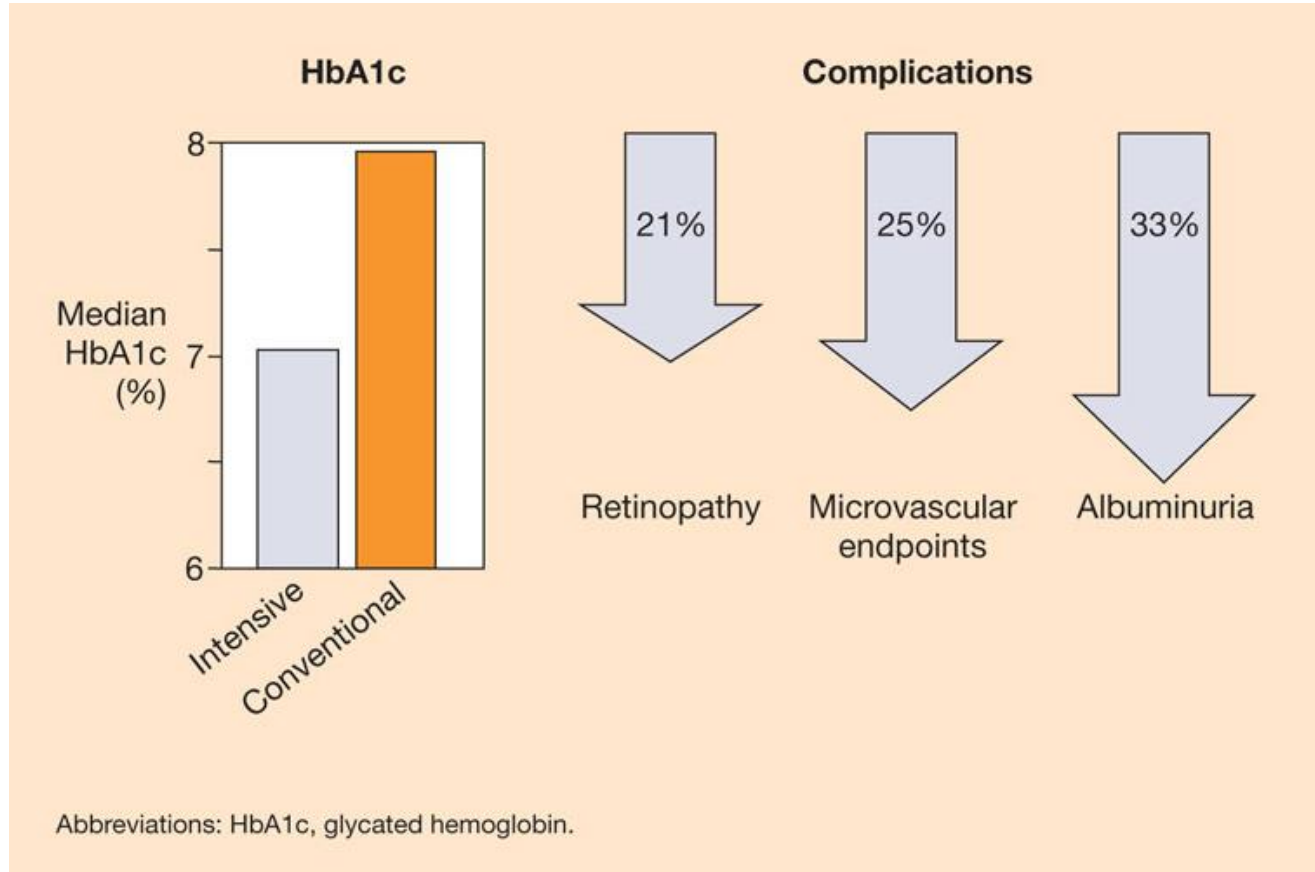 HbA1c
Complications
8
7
6
Median
HbA1c
(%)
Intensive
Conventional
21%
25%
33%
Retinopathy
Microvascular
endpoints
Albuminuria
Abbreviations: HbA1c, glycated hemoglobin.